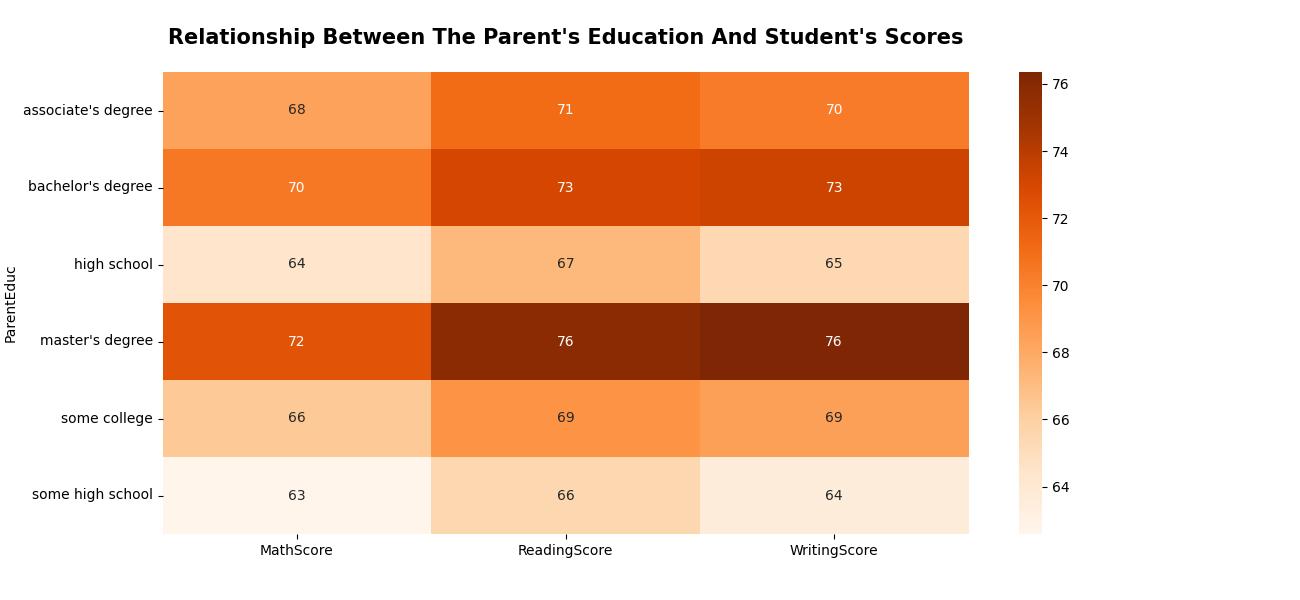 Relationship Between The Parent's Education And Student's Scores
ParentEduc
associate's degree 68 71 70
bachelor's degree 70 73 73
high school 64 67 65
master's degree 72 76 76
some college 66 69 69
some high school 63 66 64
MathScore ReadingScore WritingScore
76
74
72
70
68
66
64